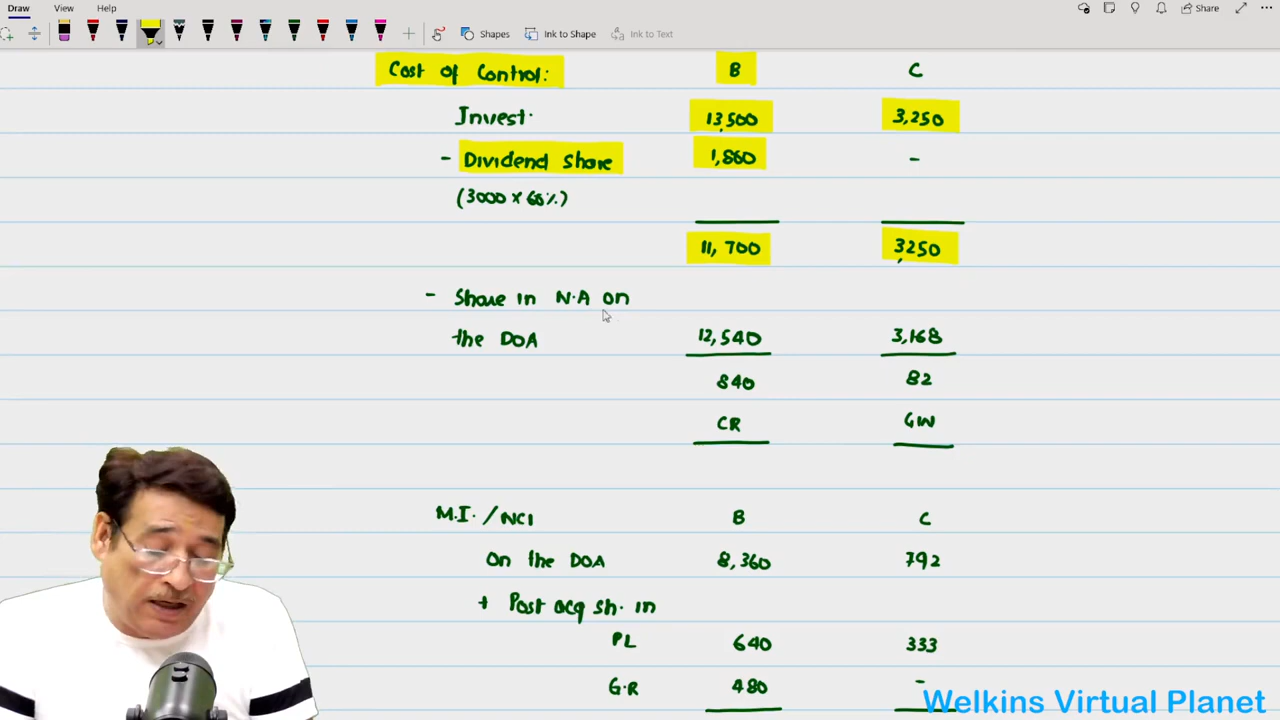 Draw View Help Share
Shapes Ink to Shape Ink to Text
Cost of Control: B C
Invest. 13,500 3,250
- Dividend Share 1,860 -
(3000 x 60%)
11,700 3250
- Share in N.A on
the DOA 12,540 3,168
840 82
CR GW
M.I. / NCI B C
On the DOA 8,360 792
+ Post acq sh. in
PL 640 333
G.R 480 -
Welkins Virtual Planet